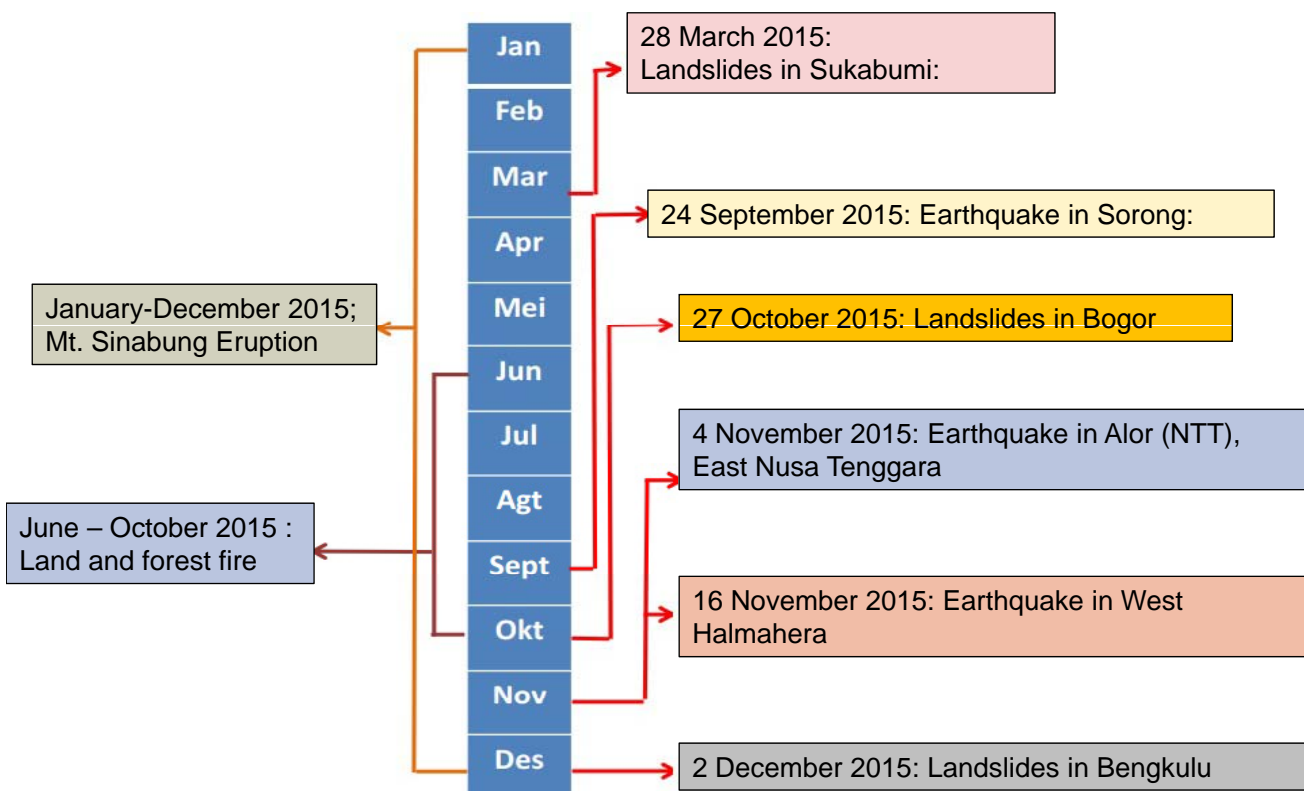 Jan
Feb
Mar
Apr
Mei
Jun
Jul
Agt
Sept
Okt
Nov
Des
January-December 2015;
Mt. Sinabung Eruption
June – October 2015 :
Land and forest fire
28 March 2015:
Landslides in Sukabumi:
24 September 2015: Earthquake in Sorong:
27 October 2015: Landslides in Bogor
4 November 2015: Earthquake in Alor (NTT),
East Nusa Tenggara
16 November 2015: Earthquake in West
Halmahera
2 December 2015: Landslides in Bengkulu